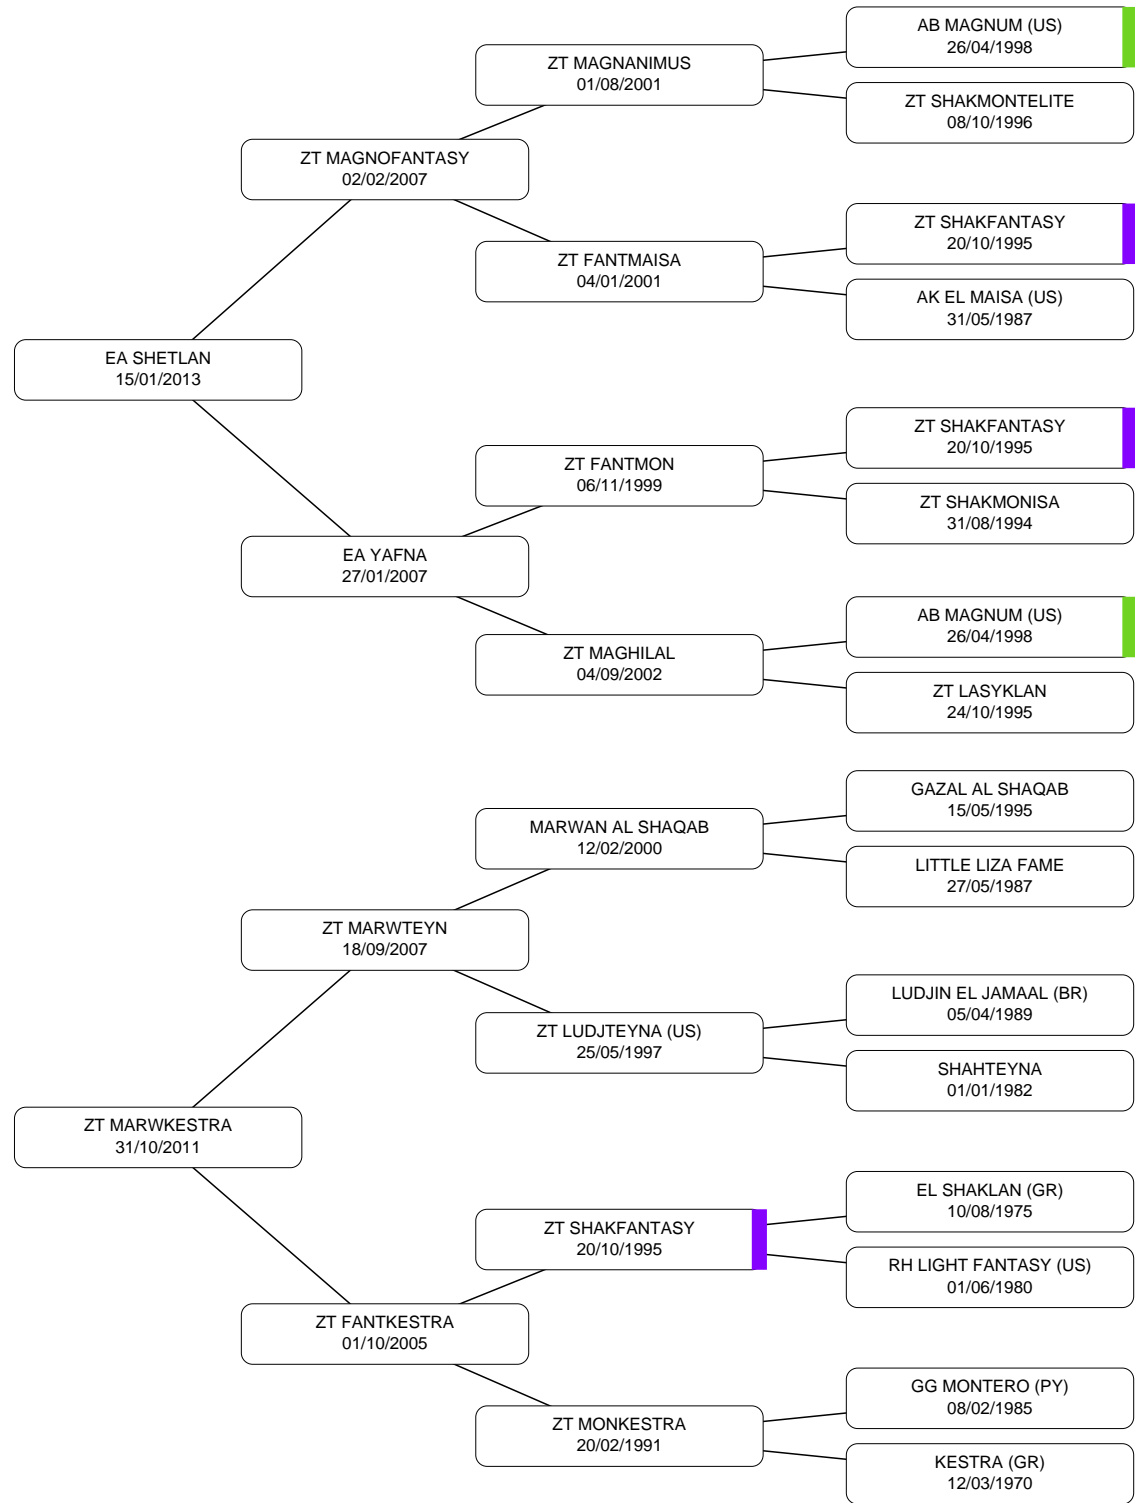 AB MAGNUM (US)
26/04/1998
ZT MAGNANIMUS
01/08/2001
ZT SHAKMONTELITE
08/10/1996
ZT MAGNOFANTASY
02/02/2007
ZT SHAKFANTASY
20/10/1995
ZT FANTMAISA
04/01/2001
AK EL MAISA (US)
31/05/1987
EA SHETLAN
15/01/2013
ZT SHAKFANTASY
20/10/1995
ZT FANTMON
06/11/1999
ZT SHAKMONISA
31/08/1994
EA YAFNA
27/01/2007
AB MAGNUM (US)
26/04/1998
ZT MAGHILAL
04/09/2002
ZT LASYKLAN
24/10/1995
GAZAL AL SHAQAB
15/05/1995
MARWAN AL SHAQAB
12/02/2000
LITTLE LIZA FAME
27/05/1987
ZT MARWTEYN
18/09/2007
LUDJIN EL JAMAAL (BR)
05/04/1989
ZT LUDJTEYNA (US)
25/05/1997
SHAHTEYNA
01/01/1982
ZT MARWKESTRA
31/10/2011
EL SHAKLAN (GR)
10/08/1975
ZT SHAKFANTASY
20/10/1995
RH LIGHT FANTASY (US)
01/06/1980
ZT FANTKESTRA
01/10/2005
GG MONTERO (PY)
08/02/1985
ZT MONKESTRA
20/02/1991
KESTRA (GR)
12/03/1970